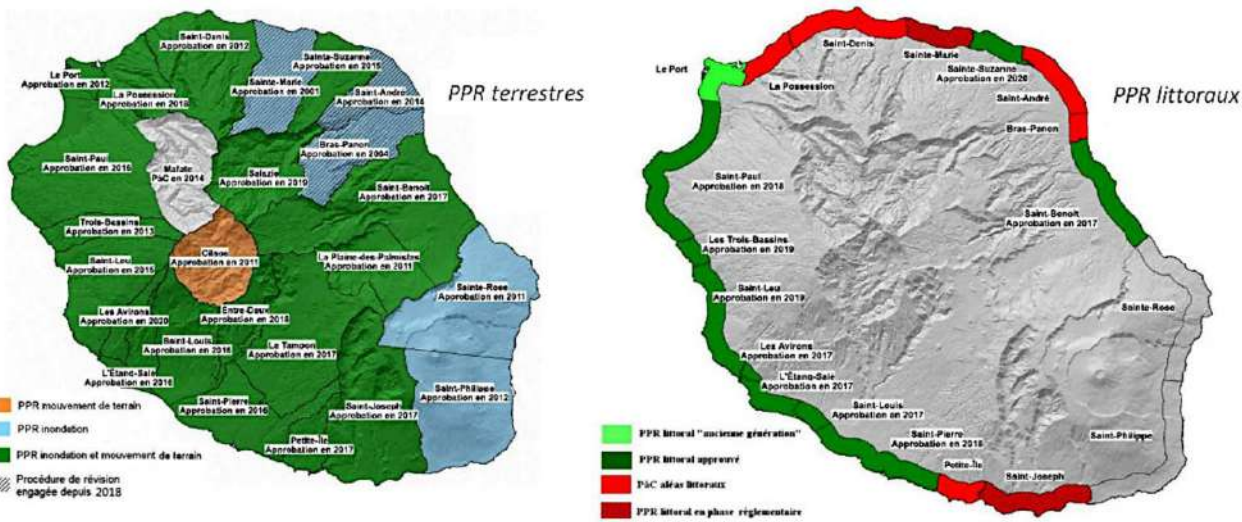 Saint-Denis
Approbation en 2012
Le Port
Approbation en 2012
La Possession
Approbation en 2018
Sainte-Marie
Approbation en 2001
Sainte-Suzanne
Approbation en 2015
Saint-André
Approbation en 2014
PPR terrestres
Bras-Panon
Approbation en 2004
Saint-Paul
Approbation en 2016
Mafate
PàC en 2014
Salazie
Approbation en 2019
Saint-Benoit
Approbation en 2017
Trois-Bassins
Approbation en 2013
Cilaos
Approbation en 2011
La Plaine-des-Palmistes
Approbation en 2011
Saint-Leu
Approbation en 2015
Sainte-Rose
Approbation en 2011
Les Avirons
Approbation en 2020
Entre-Deux
Approbation en 2018
Saint-Louis
Approbation en 2016
Le Tampon
Approbation en 2017
L'Étang-Salé
Approbation en 2016
Saint-Philippe
Approbation en 2012
Saint-Pierre
Approbation en 2016
Saint-Joseph
Approbation en 2017
Petite-Île
Approbation en 2017
PPR mouvement de terrain
PPR inondation
PPR inondation et mouvement de terrain
Procédure de révision
engagée depuis 2018
Saint-Denis
Sainte-Marie
Le Port
La Possession
Sainte-Suzanne
Approbation en 2020
Saint-André
PPR littoraux
Bras-Panon
Saint-Paul
Approbation en 2018
Saint-Benoit
Approbation en 2017
Les Trois-Bassins
Approbation en 2019
Saint-Leu
Approbation en 2019
Sainte-Rose
Les Avirons
Approbation en 2017
L'Étang-Salé
Approbation en 2017
Saint-Louis
Approbation en 2017
Saint-Pierre
Approbation en 2018
Saint-Philippe
Petite-Île
Saint-Joseph
PPR littoral "ancienne génération"
PPR littoral approuvé
PàC aléas littoraux
PPR littoral en phase réglementaire